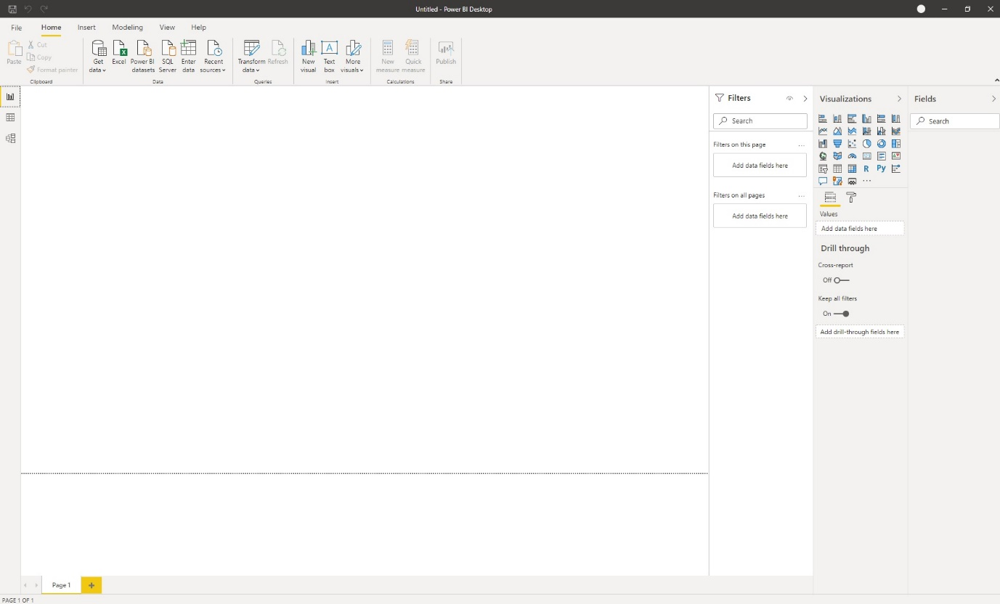 Untitled - Power BI Desktop
File Home Insert Modeling View Help
Paste
Cut
Copy
Format painter
Clipboard
Get data
Excel
Power BI datasets
SQL Server
Enter data
Recent sources
Data
Transform data
Refresh
Queries
New visual
Text box
More visuals
Insert
New measure
Quick measure
Calculations
Publish
Share
Filters
Search
Filters on this page
...
Add data fields here
Filters on all pages
...
Add data fields here
Visualizations
R Py
...
Values
Add data fields here
Drill through
Cross-report
Off
Keep all filters
On
Add drill-through fields here
Fields
Search
Page 1
PAGE 1 OF 1